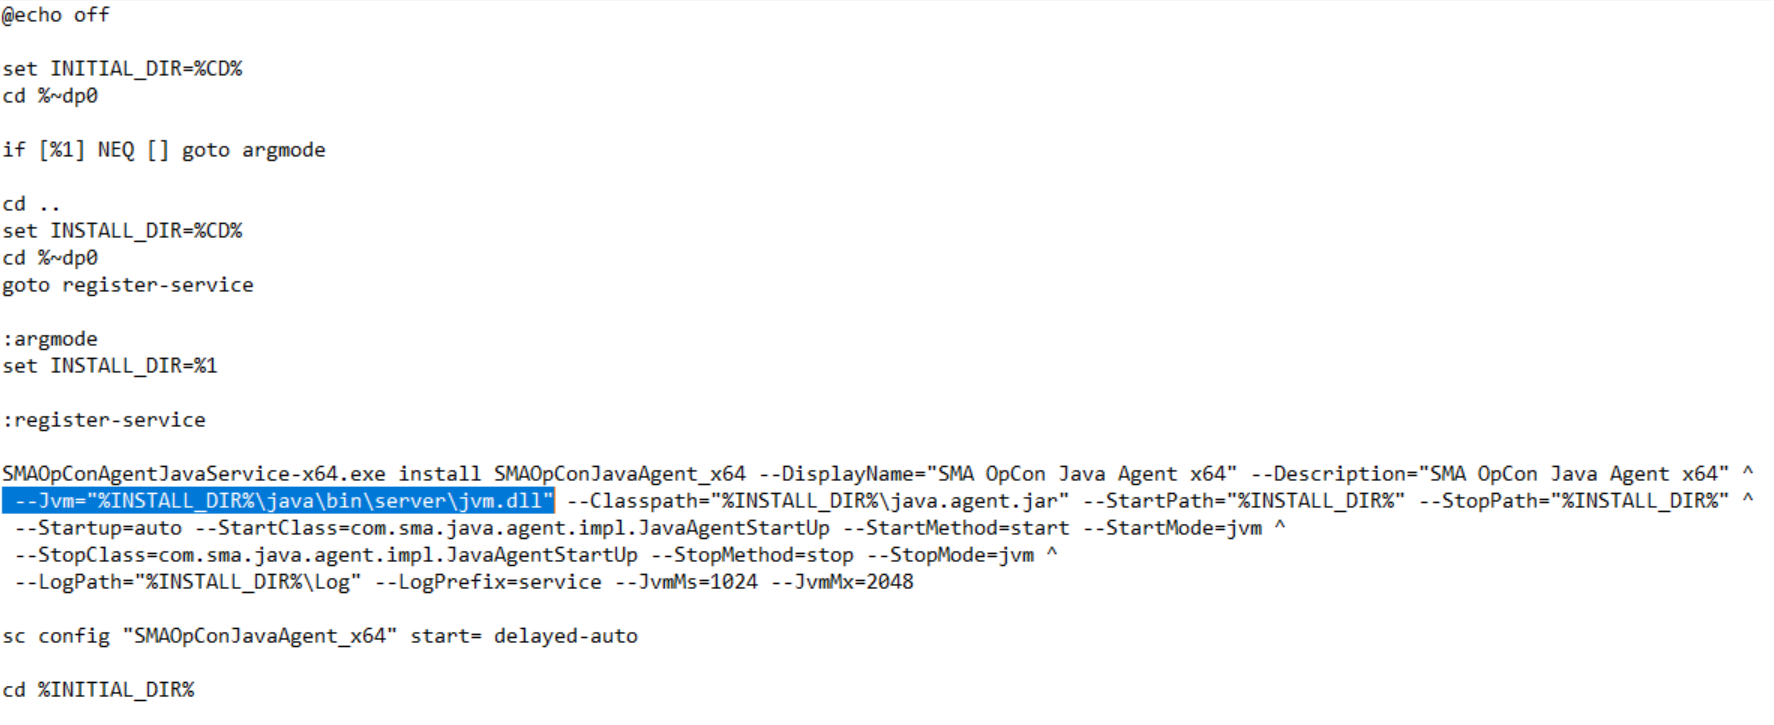 @echo off
set INITIAL_DIR=%CD%
cd %~dp0
if [%1] NEQ [] goto argmode
cd ..
set INSTALL_DIR=%CD%
cd %~dp0
goto register-service
:argmode
set INSTALL_DIR=%1
:register-service
SMAOpConAgentJavaService-x64.exe install SMAOpConJavaAgent_x64 --DisplayName="SMA OpCon Java Agent x64" --Description="SMA OpCon Java Agent x64" ^
--Jvm="%INSTALL_DIR%\java\bin\server\jvm.dll" --Classpath="%INSTALL_DIR%\java.agent.jar" --StartPath="%INSTALL_DIR%" --StopPath="%INSTALL_DIR%" ^
--Startup=auto --StartClass=com.sma.java.agent.impl.JavaAgentStartUp --StartMethod=start --StartMode=jvm ^
--StopClass=com.sma.java.agent.impl.JavaAgentStartUp --StopMethod=stop --StopMode=jvm ^
--LogPath="%INSTALL_DIR%\Log" --LogPrefix=service --JvmMs=1024 --JvmMx=2048
sc config "SMAOpConJavaAgent_x64" start= delayed-auto
cd %INITIAL_DIR%